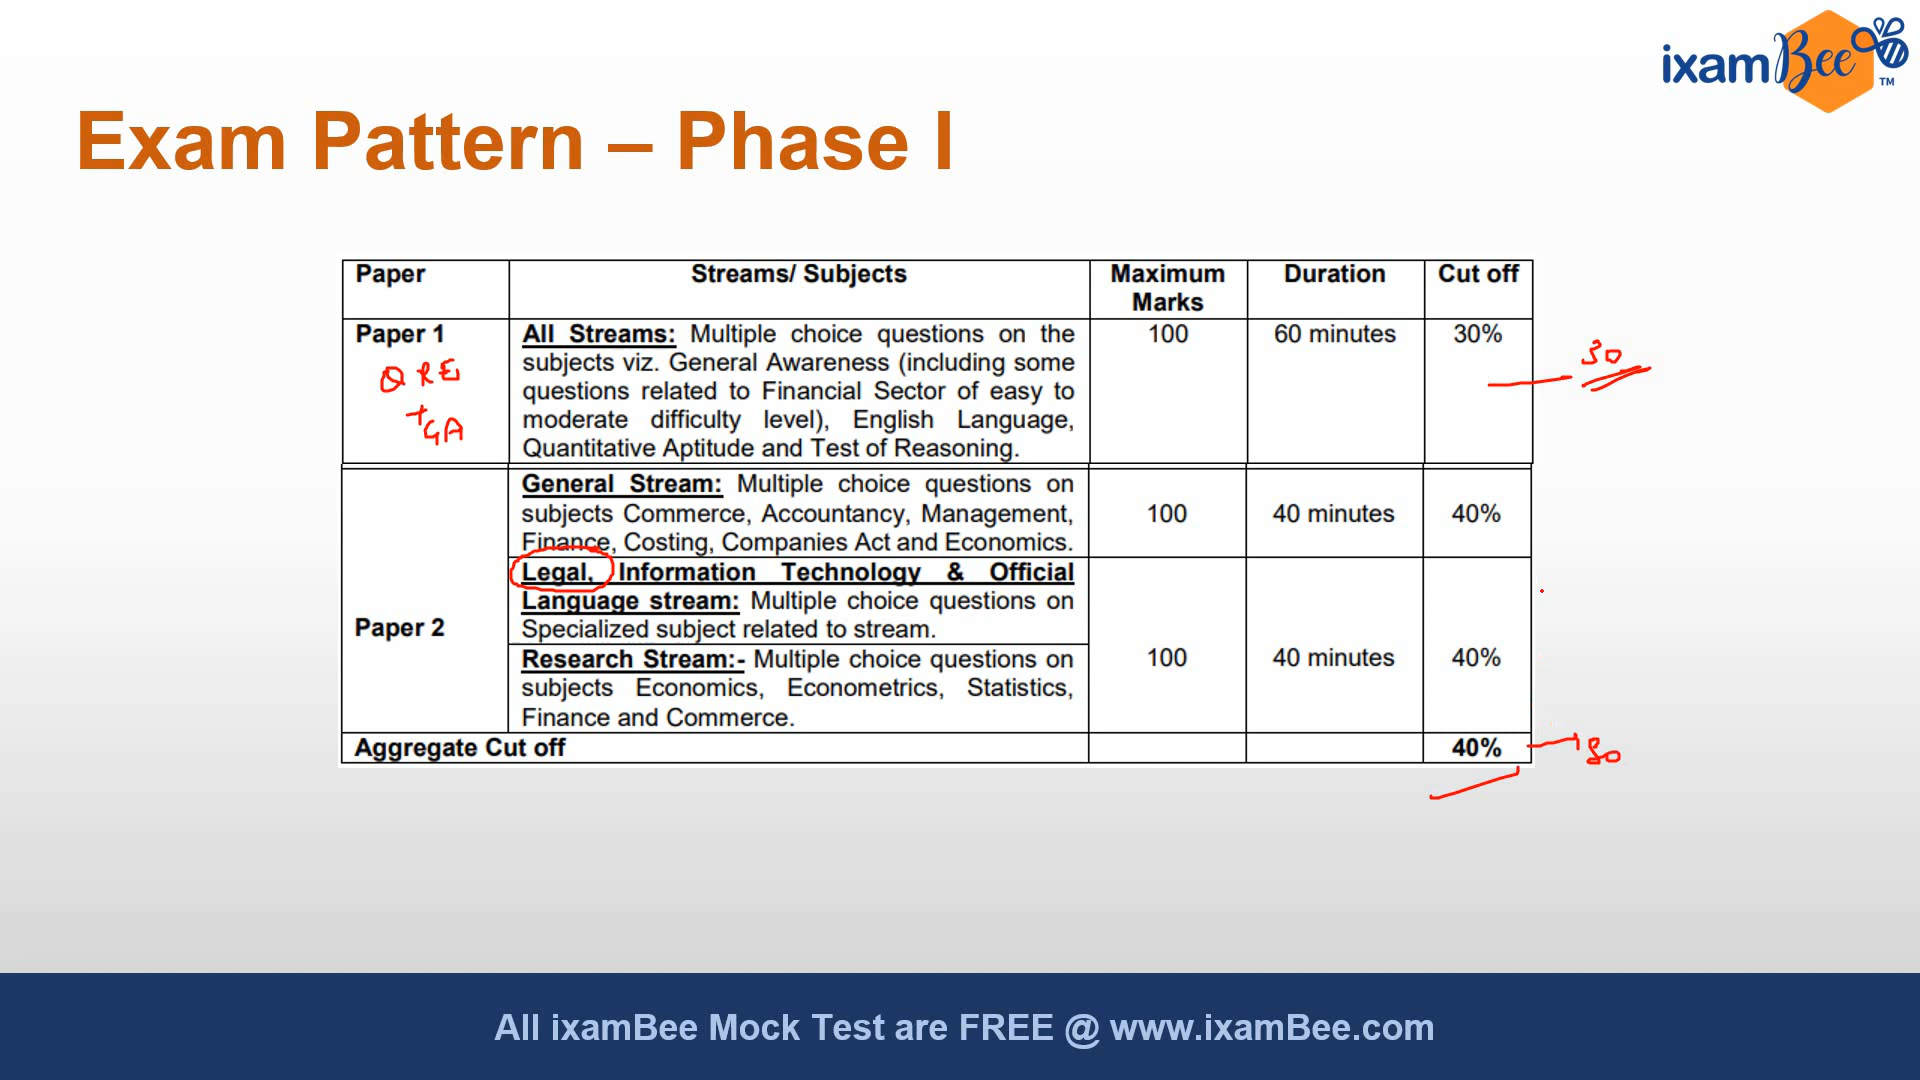 ixamBee TM
Exam Pattern – Phase I
Paper Streams/ Subjects Maximum Marks Duration Cut off
Paper 1
Q R E
+ GA
All Streams: Multiple choice questions on the
subjects viz. General Awareness (including some
questions related to Financial Sector of easy to
moderate difficulty level), English Language,
Quantitative Aptitude and Test of Reasoning.
100 60 minutes 30%
30
Paper 2
General Stream: Multiple choice questions on
subjects Commerce, Accountancy, Management,
Finance, Costing, Companies Act and Economics.
100 40 minutes 40%
Legal, Information Technology & Official
Language stream: Multiple choice questions on
Specialized subject related to stream.
Research Stream:- Multiple choice questions on
subjects Economics, Econometrics, Statistics,
Finance and Commerce.
100 40 minutes 40%
Aggregate Cut off 40%
80
All ixamBee Mock Test are FREE @ www.ixamBee.com